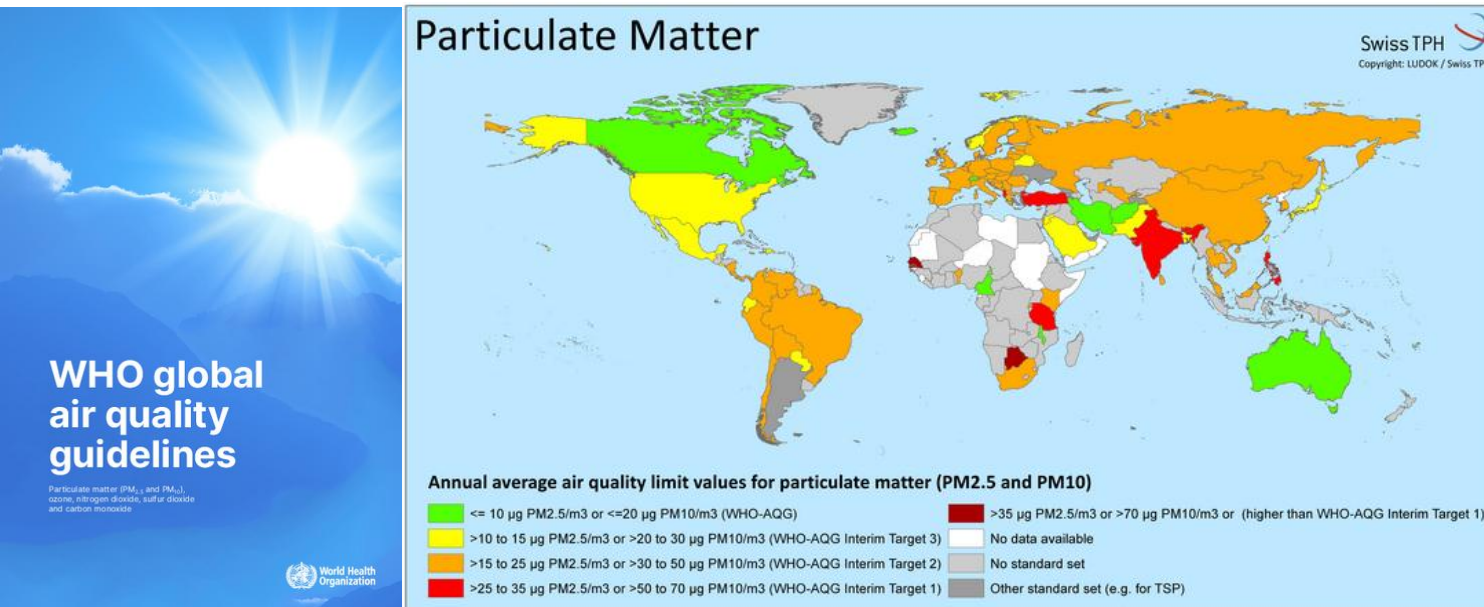 WHO global
air quality
guidelines
Particulate matter (PM2.5 and PM10),
ozone, nitrogen dioxide, sulfur dioxide
and carbon monoxide
World Health
Organization
Particulate Matter
Swiss TPH
Copyright: LUDOK / Swiss TP
Annual average air quality limit values for particulate matter (PM2.5 and PM10)
<= 10 µg PM2.5/m3 or <=20 µg PM10/m3 (WHO-AQG)
>10 to 15 µg PM2.5/m3 or >20 to 30 µg PM10/m3 (WHO-AQG Interim Target 3)
>15 to 25 µg PM2.5/m3 or >30 to 50 µg PM10/m3 (WHO-AQG Interim Target 2)
>25 to 35 µg PM2.5/m3 or >50 to 70 µg PM10/m3 (WHO-AQG Interim Target 1)
>35 µg PM2.5/m3 or >70 µg PM10/m3 or (higher than WHO-AQG Interim Target 1)
No data available
No standard set
Other standard set (e.g. for TSP)